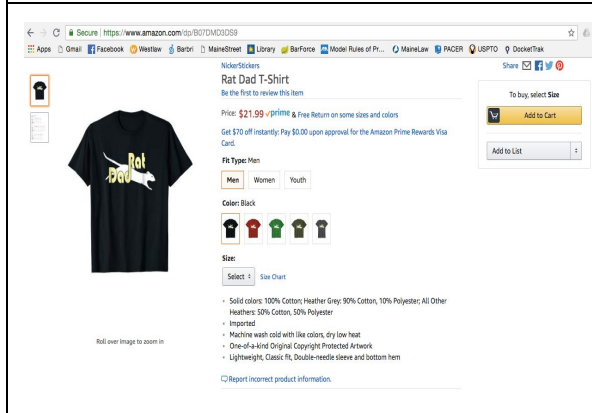 Secure https://www.amazon.com/dp/B07DMD3DS9
Apps Gmail Facebook Westlaw Barbri MaineStreet Library BarForce Model Rules of Pr... MaineLaw PACER USPTO DocketTrak
NickerStickers
Share
Rat Dad T-Shirt
Be the first to review this item
To buy, select Size
Price: $21.99 prime & Free Return on some sizes and colors
Add to Cart
Get $70 off instantly: Pay $0.00 upon approval for the Amazon Prime Rewards Visa
Card.
Add to List
Fit Type: Men
Rat
Dad
Men Women Youth
Color: Black
Size:
Select Size Chart
Solid colors: 100% Cotton; Heather Grey: 90% Cotton, 10% Polyester; All Other
Heathers: 50% Cotton, 50% Polyester
Imported
Machine wash cold with like colors, dry low heat
One-of-a-kind Original Copyright Protected Artwork
Lightweight, Classic fit, Double-needle sleeve and bottom hem
Roll over image to zoom in
Report incorrect product information.